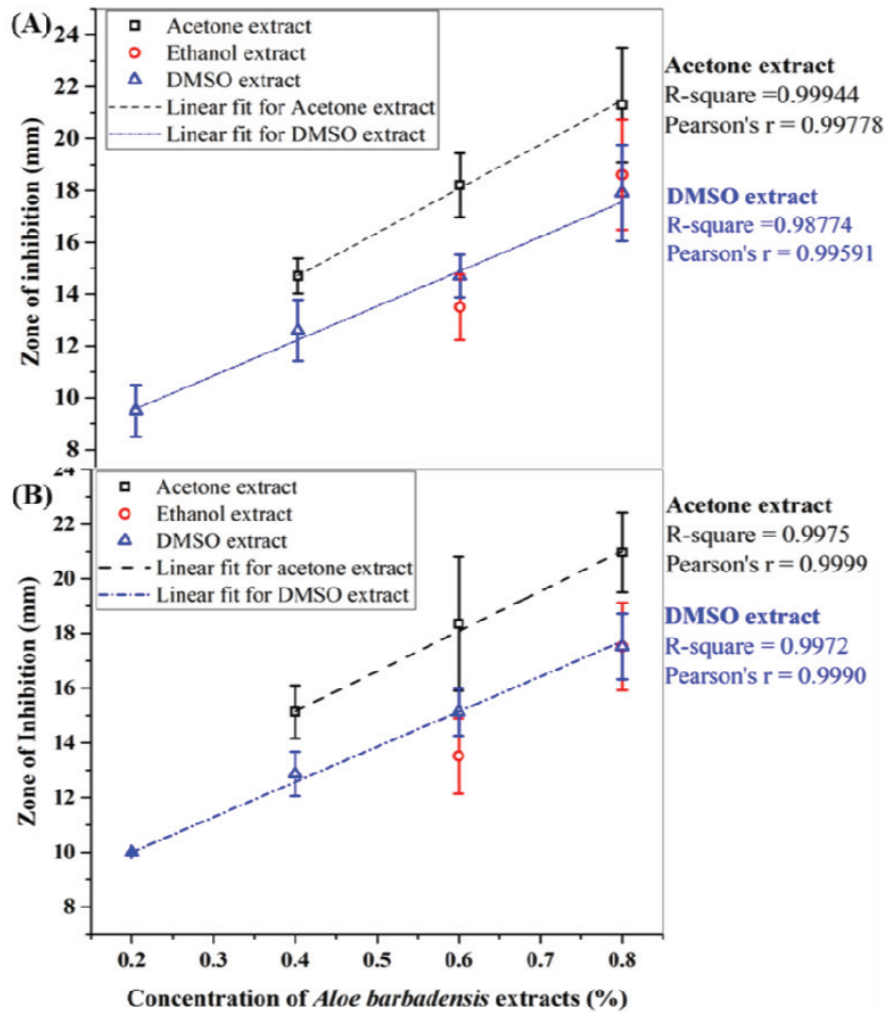 (A)
Acetone extract
Ethanol extract
DMSO extract
Linear fit for Acetone extract
Linear fit for DMSO extract
Zone of inhibition (mm)
24
22
20
18
16
14
12
10
8
Acetone extract
R-square =0.99944
Pearson's r = 0.99778
DMSO extract
R-square =0.98774
Pearson's r = 0.99591
(B)
Acetone extract
Ethanol extract
DMSO extract
Linear fit for acetone extract
Linear fit for DMSO extract
Zone of Inhibition (mm)
24
22
20
18
16
14
12
10
8
Acetone extract
R-square = 0.9975
Pearson's r = 0.9999
DMSO extract
R-square = 0.9972
Pearson's r = 0.9990
0.2 0.3 0.4 0.5 0.6 0.7 0.8
Concentration of Aloe barbadensis extracts (%)